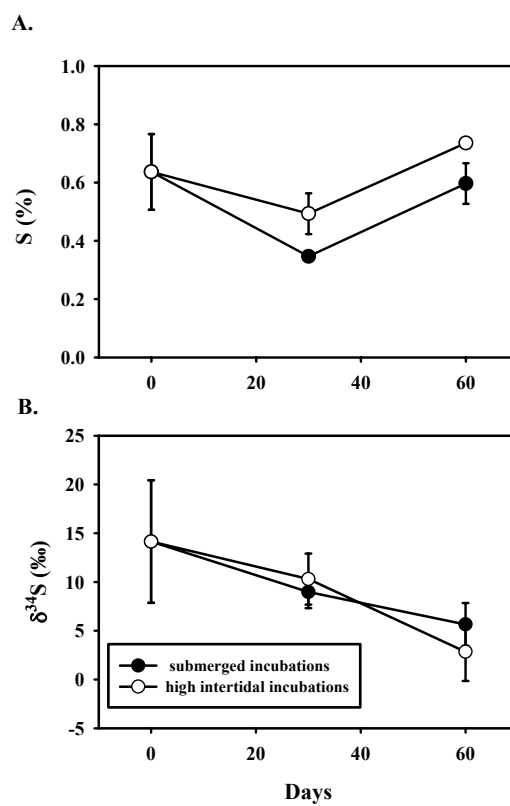 A.
1.0
0.8
0.6
0.4
0.2
0.0
S (%)
0 20 40 60
B.
25
20
15
10
5
0
-5
δ³⁴S (‰)
submerged incubations
high intertidal incubations
0 20 40 60
Days